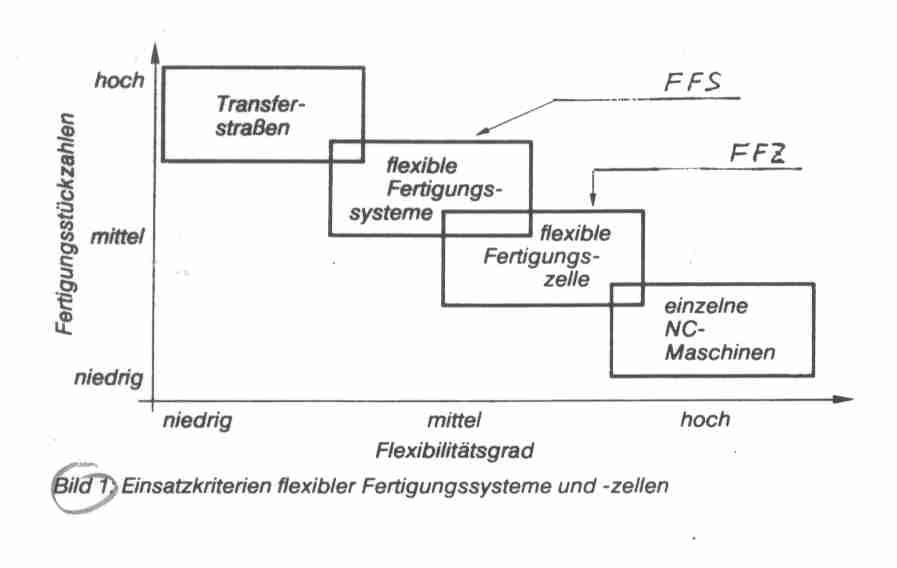 hoch
Transfer-
straßen
FFS
flexible
Fertigungs-
systeme
FFZ
flexible
Fertigungs-
zelle
einzelne
NC-
Maschinen
Fertigungsstückzahlen
mittel
niedrig
niedrig mittel hoch
Flexibilitätsgrad
Bild 1. Einsatzkriterien flexibler Fertigungssysteme und -zellen